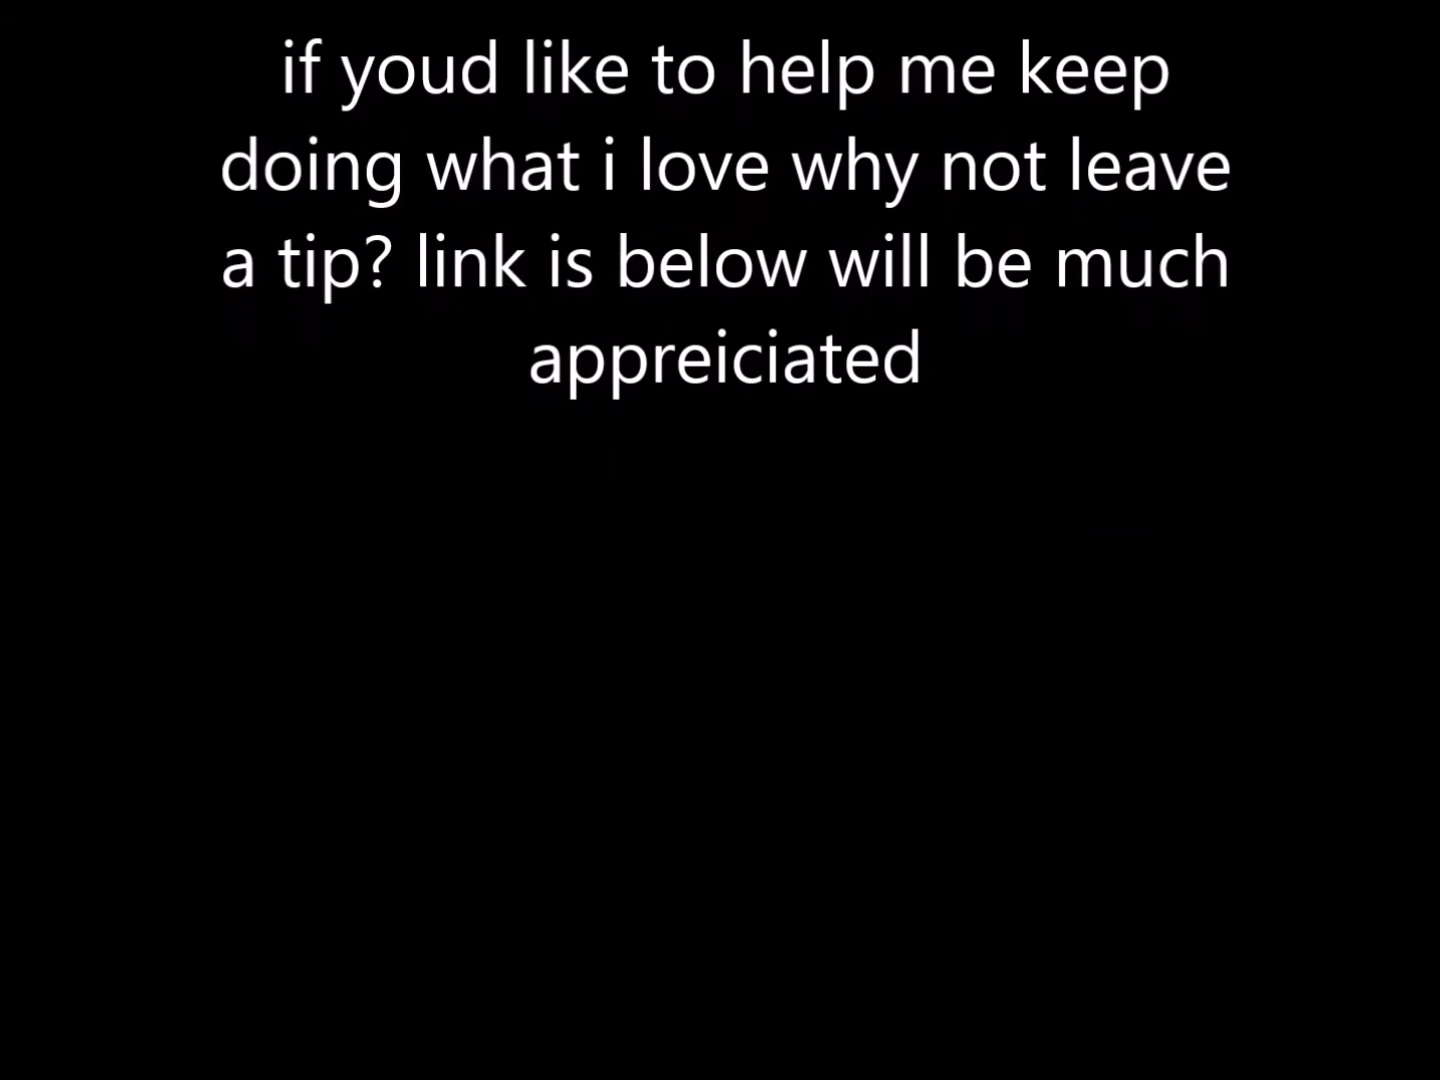 if youd like to help me keep
doing what i love why not leave
a tip? link is below will be much
appreiciated